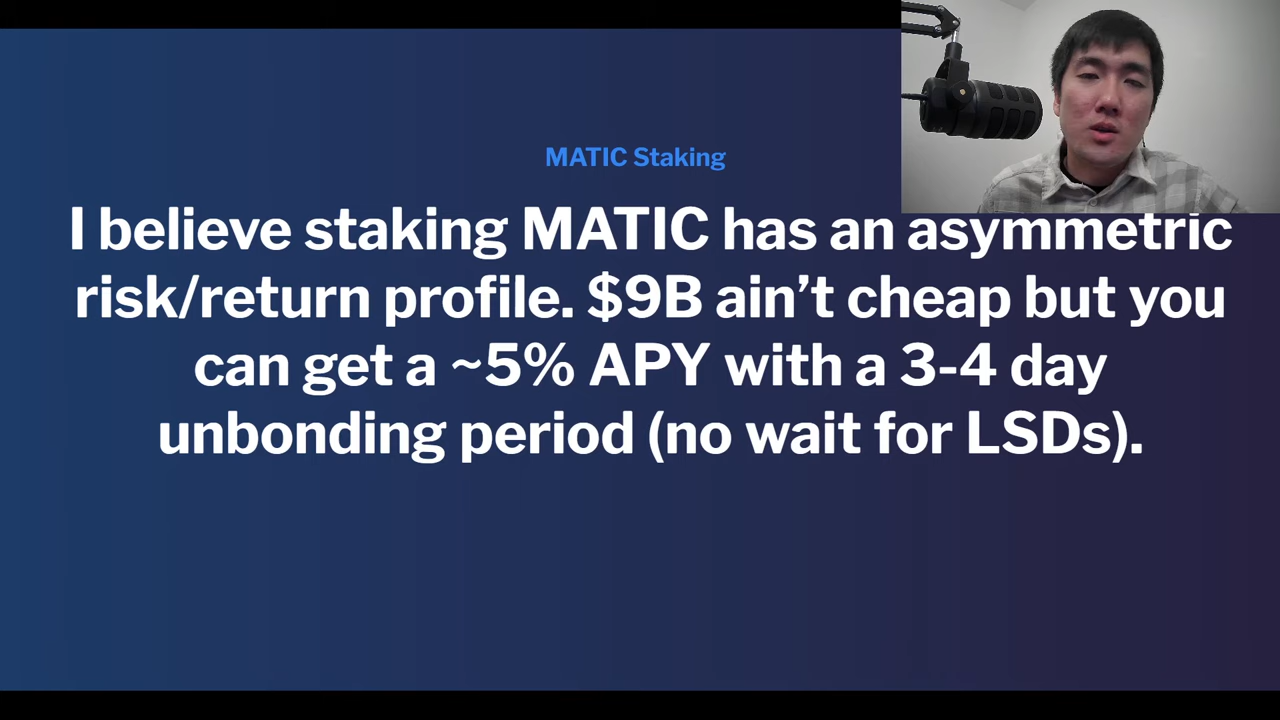 MATIC Staking
I believe staking MATIC has an asymmetric
risk/return profile. $9B ain’t cheap but you
can get a ~5% APY with a 3-4 day
unbonding period (no wait for LSDs).